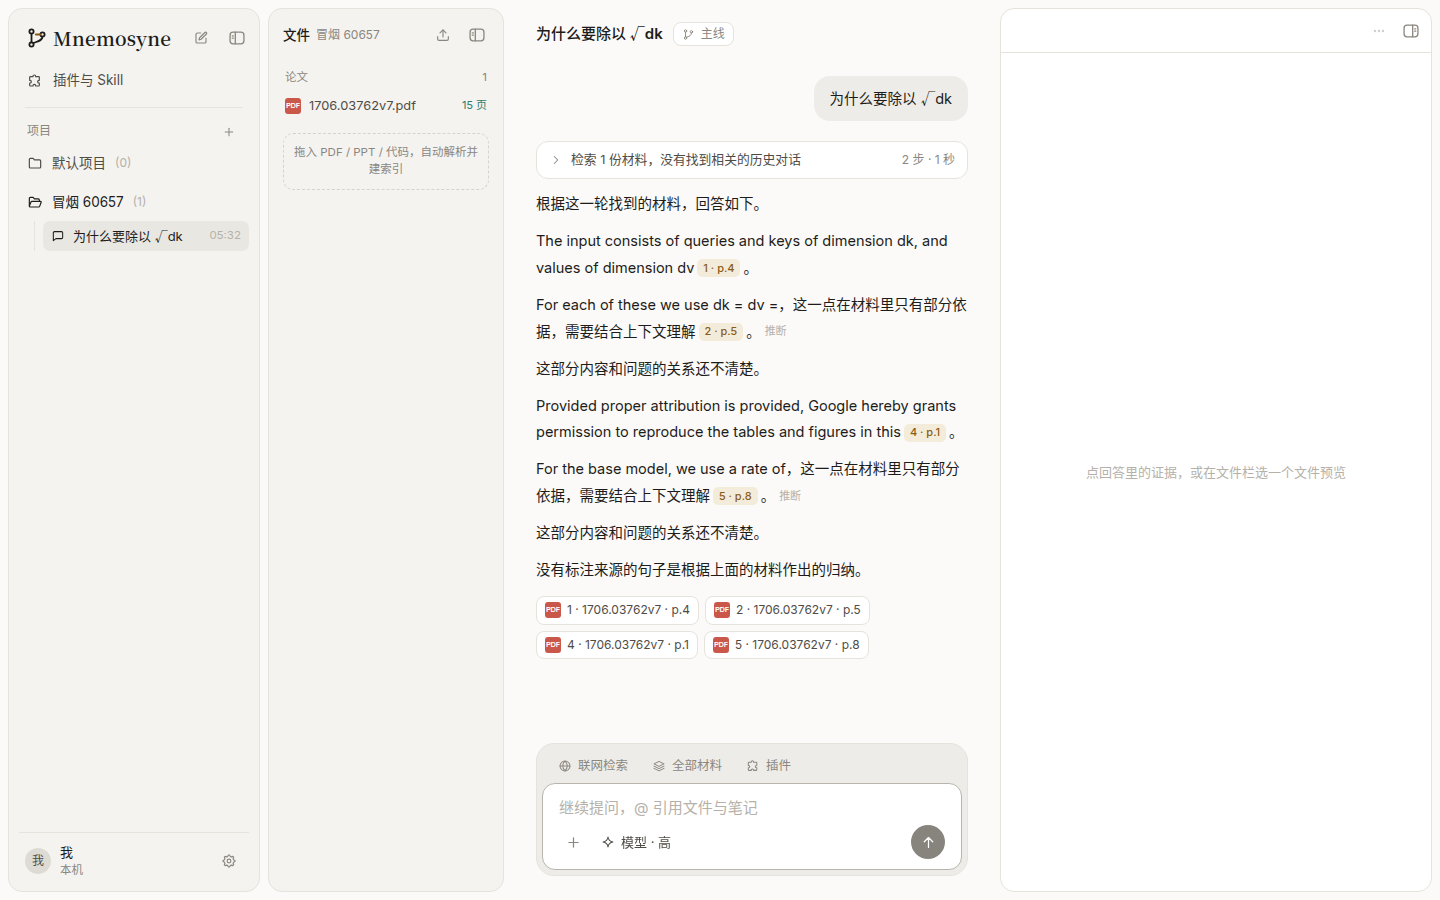 Mnemosyne
插件与 Skill
项目
默认项目 (0)
冒烟 60657 (1)
为什么要除以 √dk 05:32
我 我
本机
文件 冒烟 60657
论文 1
PDF 1706.03762v7.pdf 15 页
拖入 PDF / PPT / 代码，自动解析并
建索引
为什么要除以 √dk 主线
为什么要除以 √dk
检索 1 份材料，没有找到相关的历史对话 2 步 · 1 秒
根据这一轮找到的材料，回答如下。
The input consists of queries and keys of dimension dk, and
values of dimension dv 1 · p.4 。
For each of these we use dk = dv =，这一点在材料里只有部分依
据，需要结合上下文理解 2 · p.5 。 推断
这部分内容和问题的关系还不清楚。
Provided proper attribution is provided, Google hereby grants
permission to reproduce the tables and figures in this 4 · p.1 。
For the base model, we use a rate of，这一点在材料里只有部分
依据，需要结合上下文理解 5 · p.8 。 推断
这部分内容和问题的关系还不清楚。
没有标注来源的句子是根据上面的材料作出的归纳。
PDF 1 · 1706.03762v7 · p.4 PDF 2 · 1706.03762v7 · p.5
PDF 4 · 1706.03762v7 · p.1 PDF 5 · 1706.03762v7 · p.8
联网检索 全部材料 插件
继续提问，@ 引用文件与笔记
模型 · 高
点回答里的证据，或在文件栏选一个文件预览